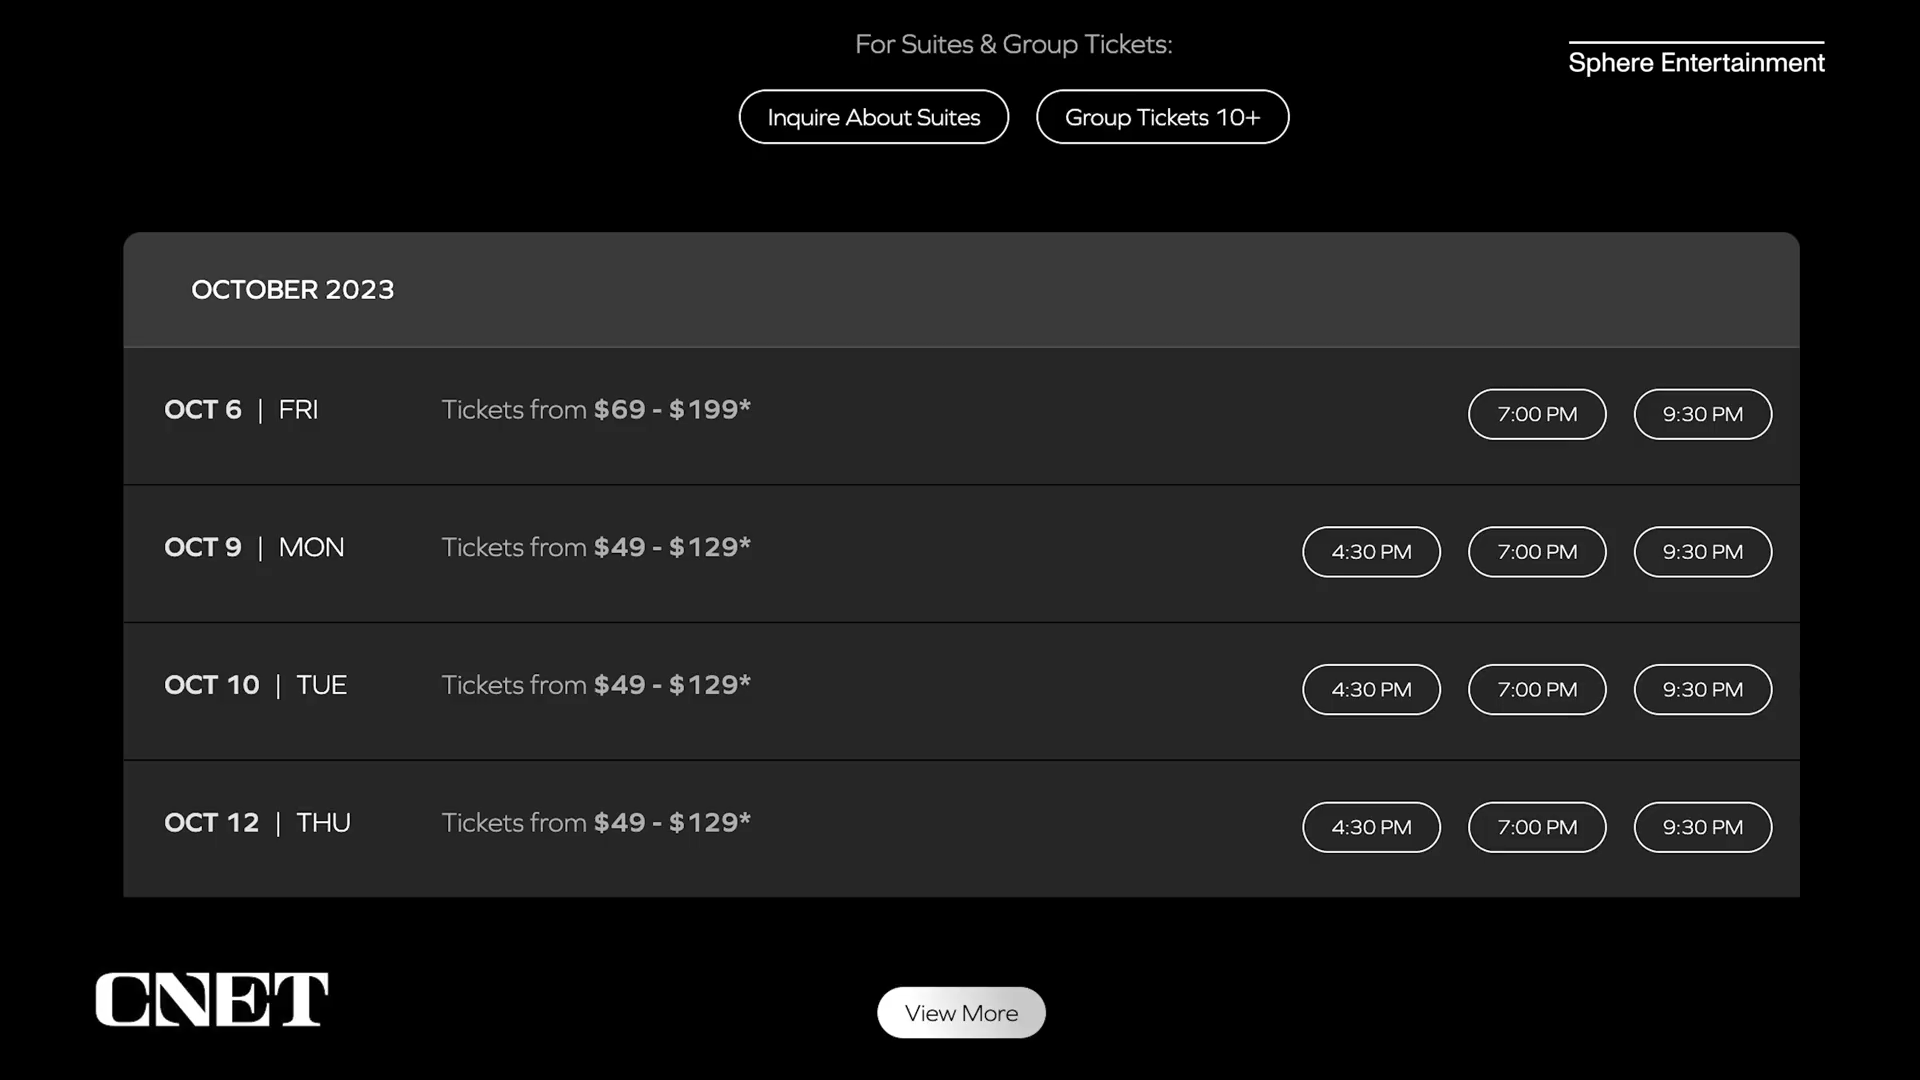 For Suites & Group Tickets:
Sphere Entertainment
Inquire About Suites
Group Tickets 10+
OCTOBER 2023
OCT 6 | FRI Tickets from $69 - $199* 7:00 PM 9:30 PM
OCT 9 | MON Tickets from $49 - $129* 4:30 PM 7:00 PM 9:30 PM
OCT 10 | TUE Tickets from $49 - $129* 4:30 PM 7:00 PM 9:30 PM
OCT 12 | THU Tickets from $49 - $129* 4:30 PM 7:00 PM 9:30 PM
CNET
View More